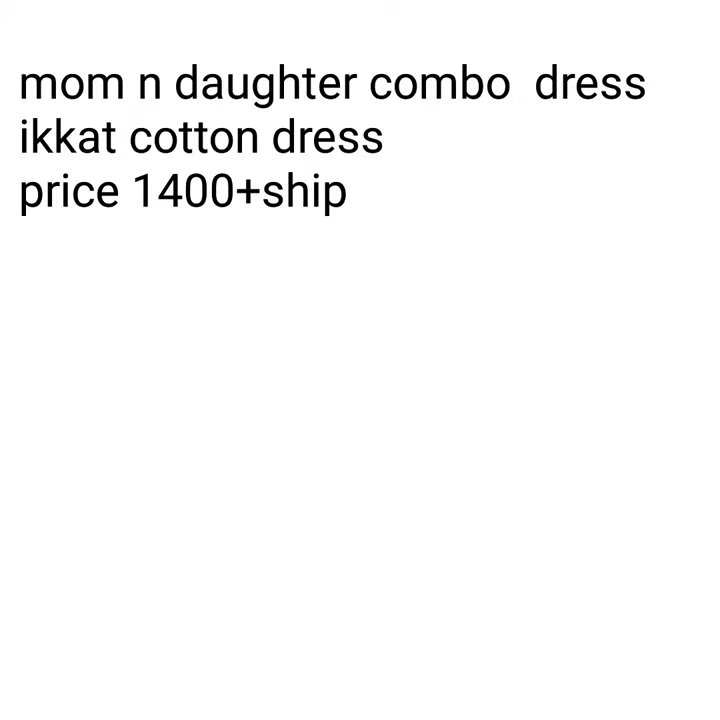 mom n daughter combo  dress
ikkat cotton dress
price 1400+ship